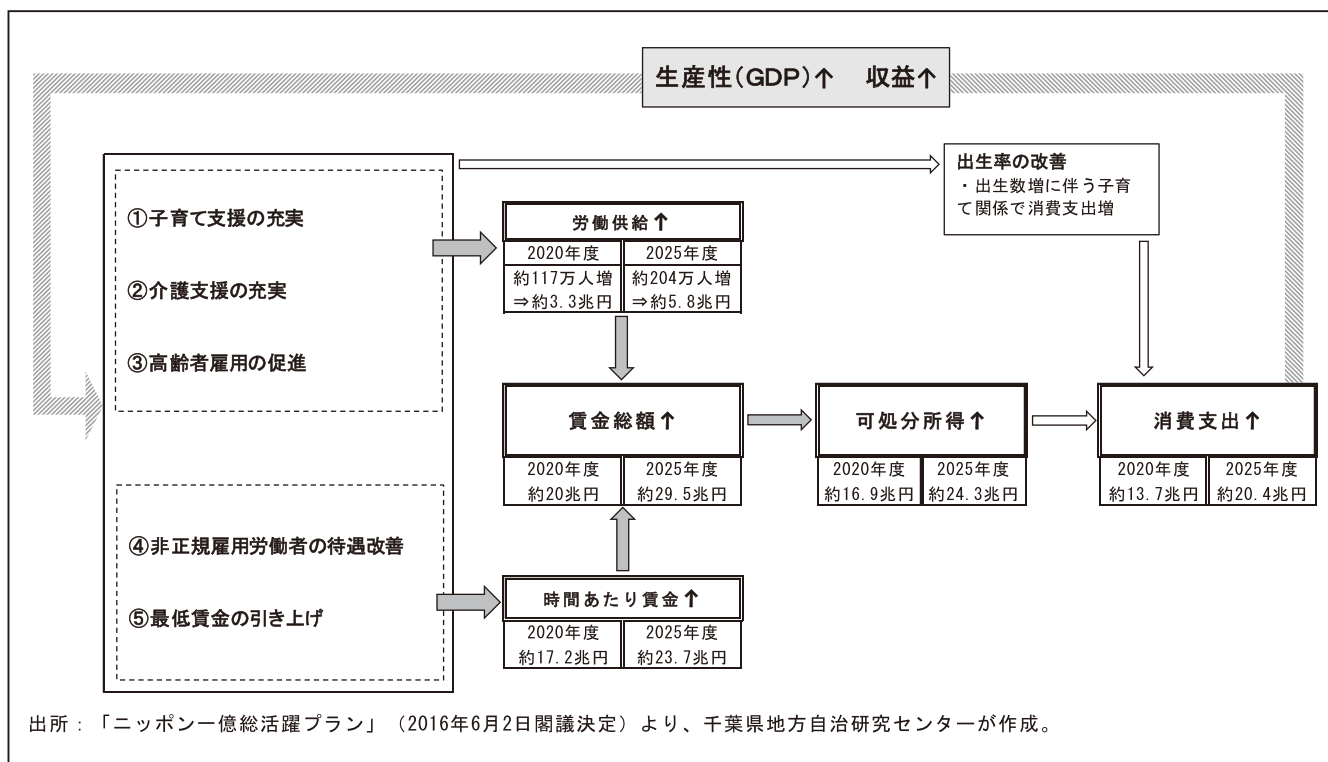 生産性(GDP)↑　収益↑
①子育て支援の充実
②介護支援の充実
③高齢者雇用の促進
④非正規雇用労働者の待遇改善
⑤最低賃金の引き上げ
労働供給↑
2020年度　2025年度
約117万人増　約204万人増
⇒約3.3兆円　⇒約5.8兆円
出生率の改善
・出生数増に伴う子育
て関係で消費支出増
賃金総額↑
2020年度　2025年度
約20兆円　約29.5兆円
可処分所得↑
2020年度　2025年度
約16.9兆円　約24.3兆円
消費支出↑
2020年度　2025年度
約13.7兆円　約20.4兆円
時間あたり賃金↑
2020年度　2025年度
約17.2兆円　約23.7兆円
出所：「ニッポン一億総活躍プラン」（2016年6月2日閣議決定）より、千葉県地方自治研究センターが作成。